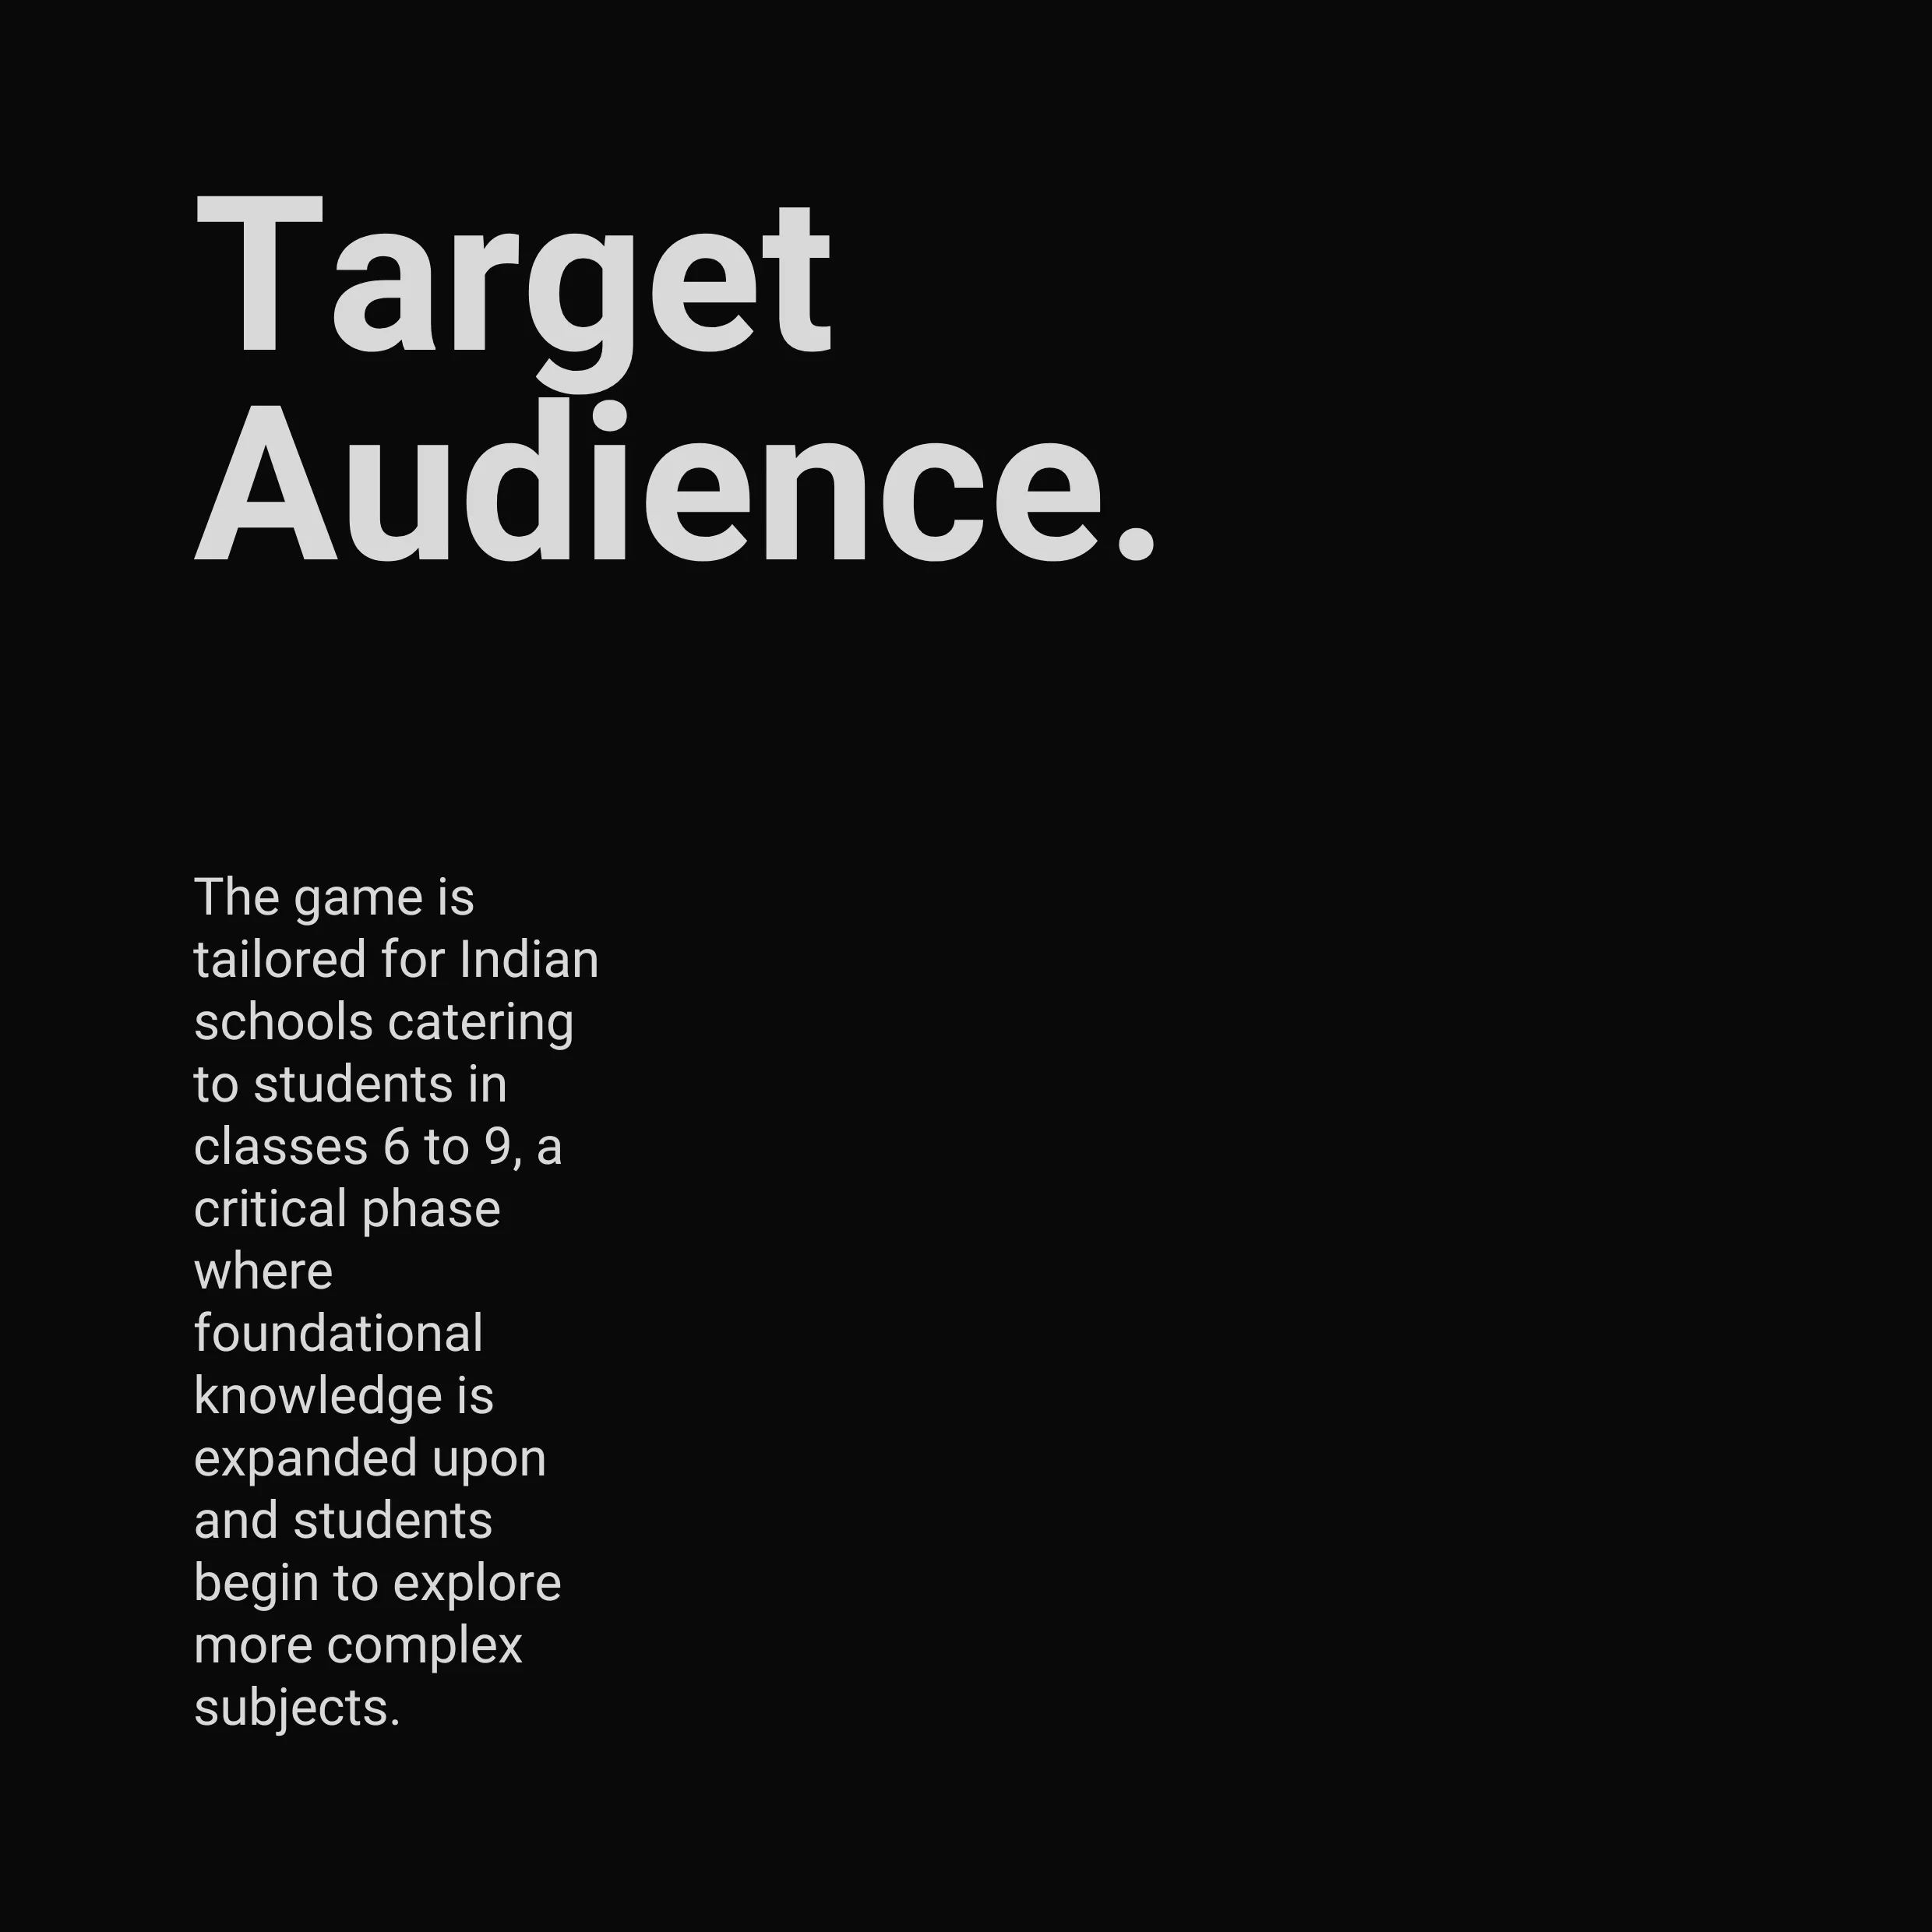 Target
Audience.
The game is
tailored for Indian
schools catering
to students in
classes 6 to 9, a
critical phase
where
foundational
knowledge is
expanded upon
and students
begin to explore
more complex
subjects.